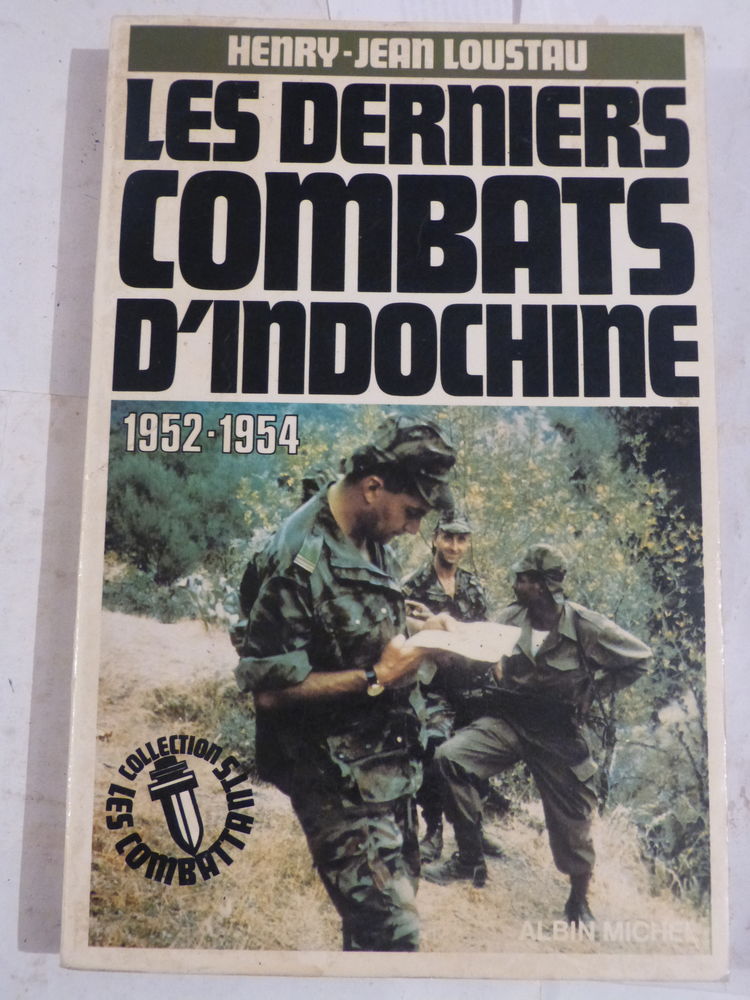 HENRY-JEAN LOUSTAU
LES DERNIERS
COMBATS
D'INDOCHINE
1952-1954
COLLECTION
LES COMBATTANTS
ALBIN MICHEL